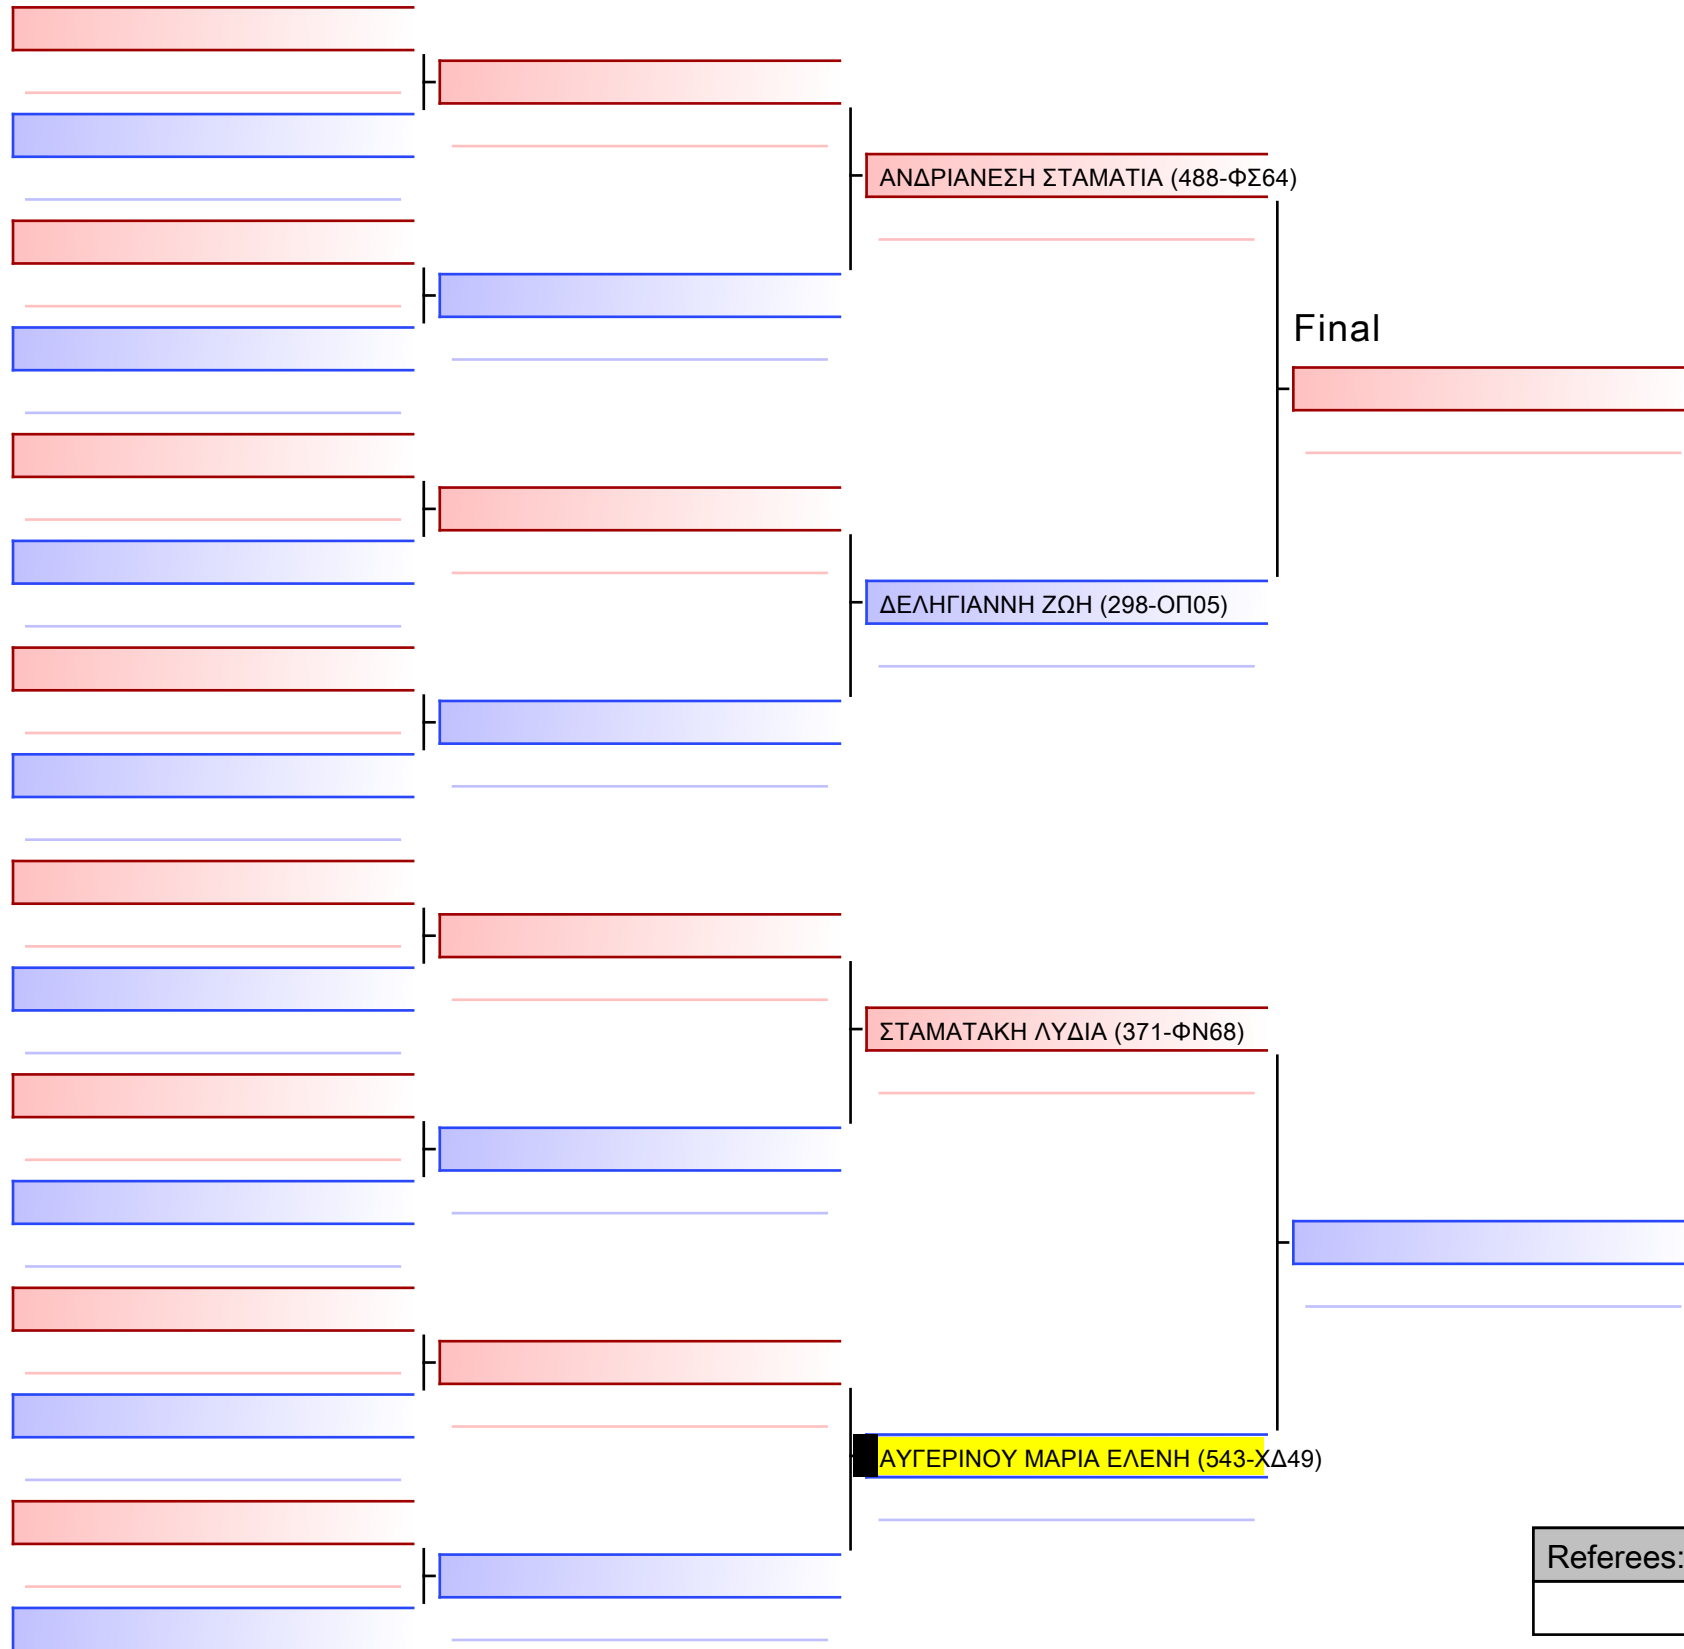 ΑΝΔΡΙΑΝΕΣΗ ΣΤΑΜΑΤΙΑ (488-ΦΣ64)
Final
ΔΕΛΗΓΙΑΝΝΗ ΖΩΗ (298-ΟΠ05)
ΣΤΑΜΑΤΑΚΗ ΛΥΔΙΑ (371-ΦΝ68)
ΑΥΓΕΡΙΝΟΥ ΜΑΡΙΑ ΕΛΕΝΗ (543-ΧΔ49)
Referees: